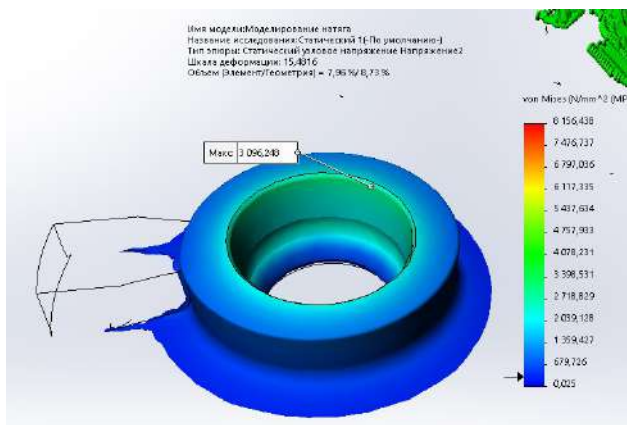 Имя модели:Моделирование натяга
Название исследования:Статический 1(-По умолчанию-)
Тип эпюры: Статический узловое напряжение Напряжение2
Шкала деформации: 15,4816
Объем (Элемент/Геометрия) = 7,96 %/ 8,73 %
von Mises (N/mm^2 (MP
Макс 3 096,248
8 156,438
7 476,737
6 797,036
6 117,335
5 437,634
4 757,933
4 078,231
3 398,531
2 718,829
2 039,128
1 359,427
679,726
0,025